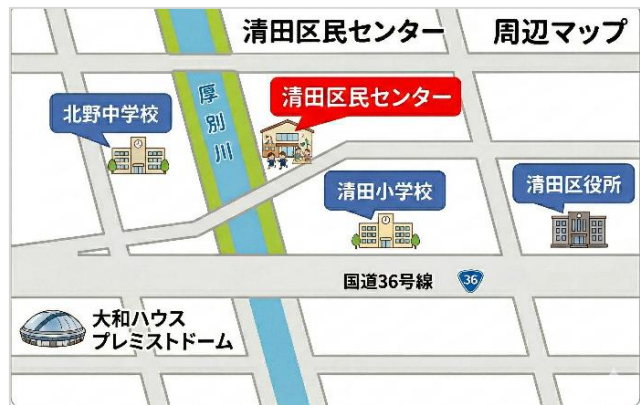 清田区民センター 周辺マップ
北野中学校
厚別川
清田区民センター
清田小学校
清田区役所
国道36号線
36
大和ハウス
プレミストドーム